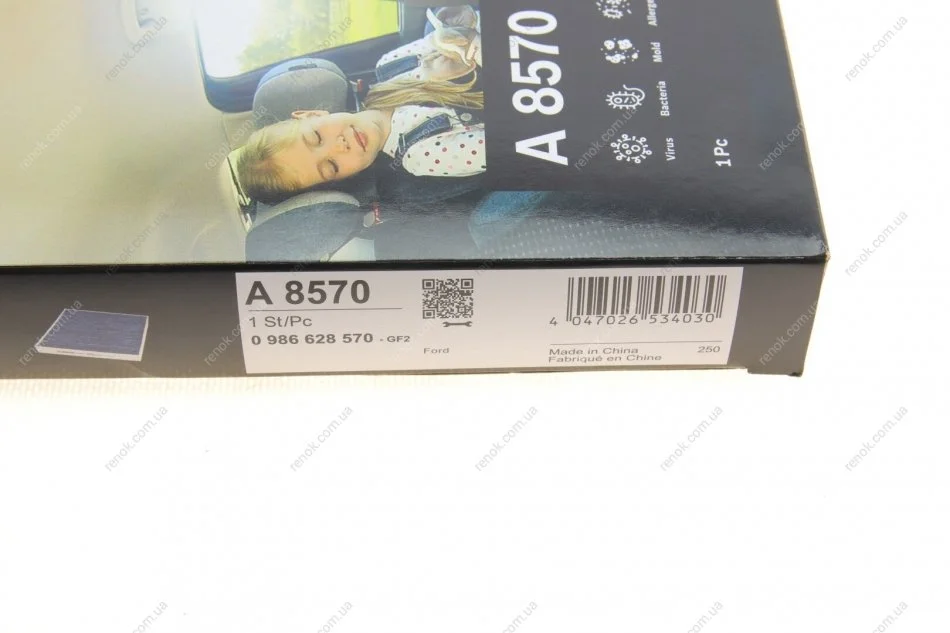 A 8570
Virus
Bacteria
Mold
1 Pc
A 8570
1 St/Pc
0 986 628 570 - GF2
Ford
4 047026 534030
Made in China
Fabriqué en Chine
250
renok.com.ua